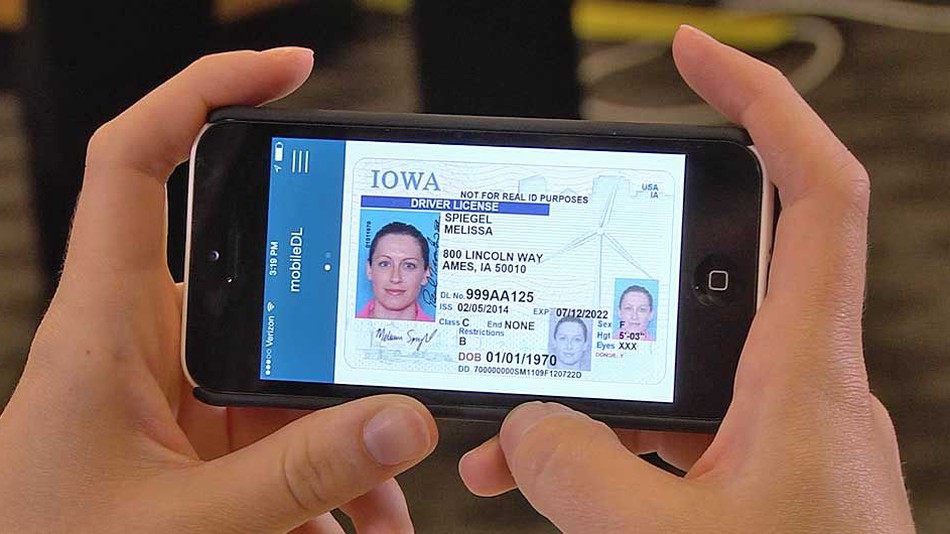 3:19 PM
mobileDL
Verizon
IOWA
USA
IA
NOT FOR REAL ID PURPOSES
DRIVER LICENSE
SPIEGEL
MELISSA
800 LINCOLN WAY
AMES, IA 50010
DL No. 999AA125
ISS 02/05/2014 EXP 07/12/2022
Class C End NONE
Restrictions
B
DOB 01/01/1970
DD 700000000SM1109F120722D
Sex F
Hgt 5'-03"
Eyes XXX
DONOR: Y